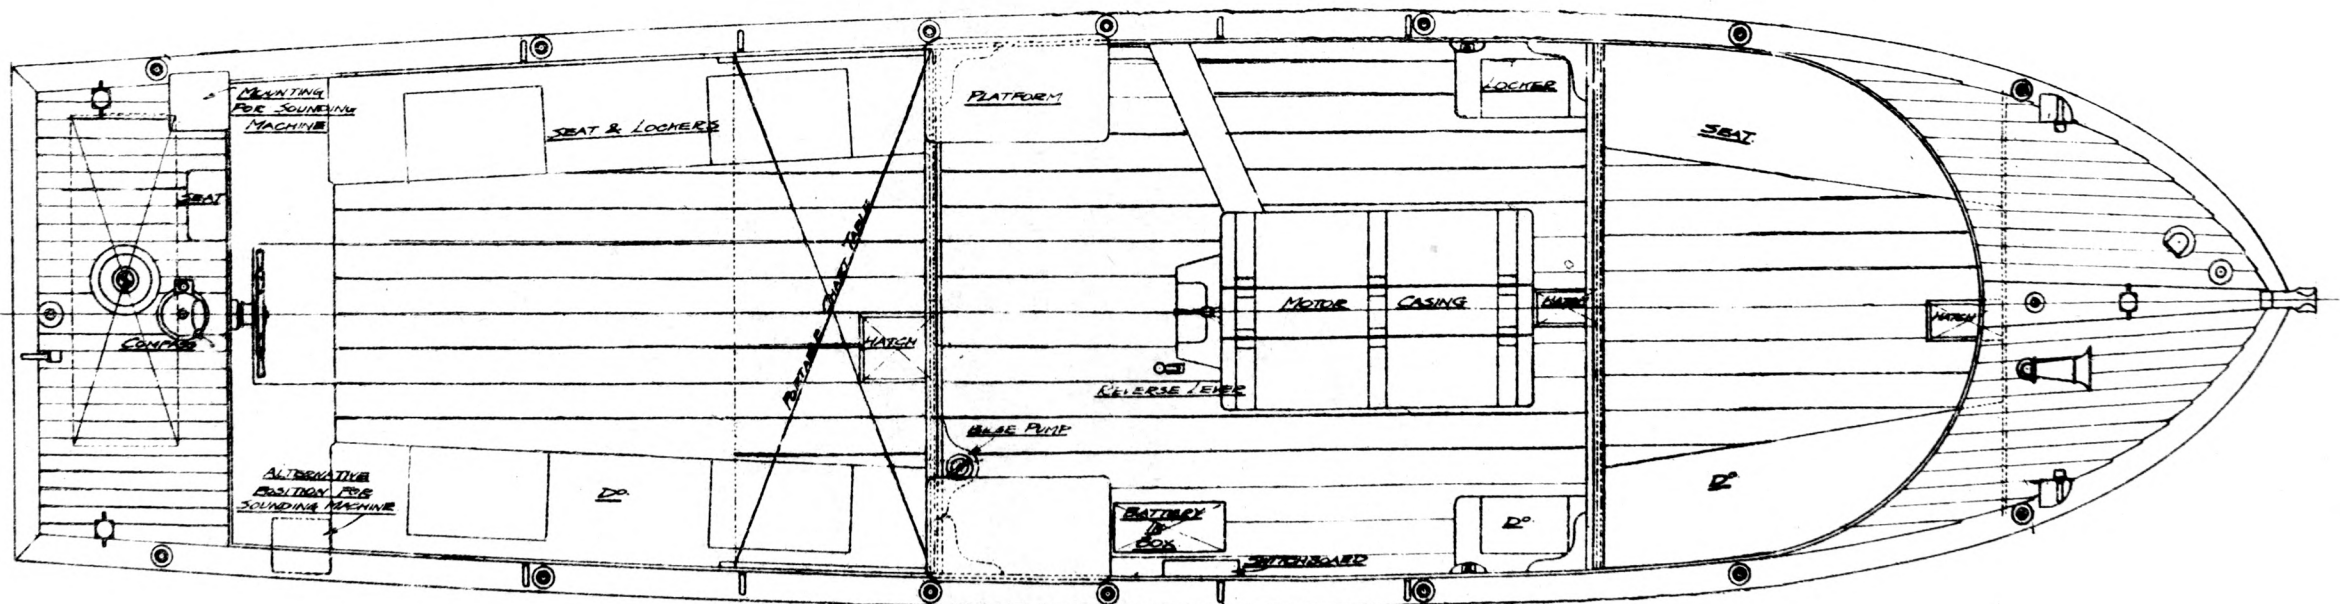 MOUNTING
FOR SOUNDING
MACHINE
SEAT & LOCKERS
PLATFORM
LOCKER
SEAT
SEAT
COMPASS
PORTABLE CHART TABLE
HATCH
MOTOR CASING
HATCH
HATCH
REVERSE LEVER
BILGE PUMP
ALTERNATIVE
POSITION FOR
SOUNDING MACHINE
Do.
BATTERY
BOX
SWITCHBOARD
Do.
Do.